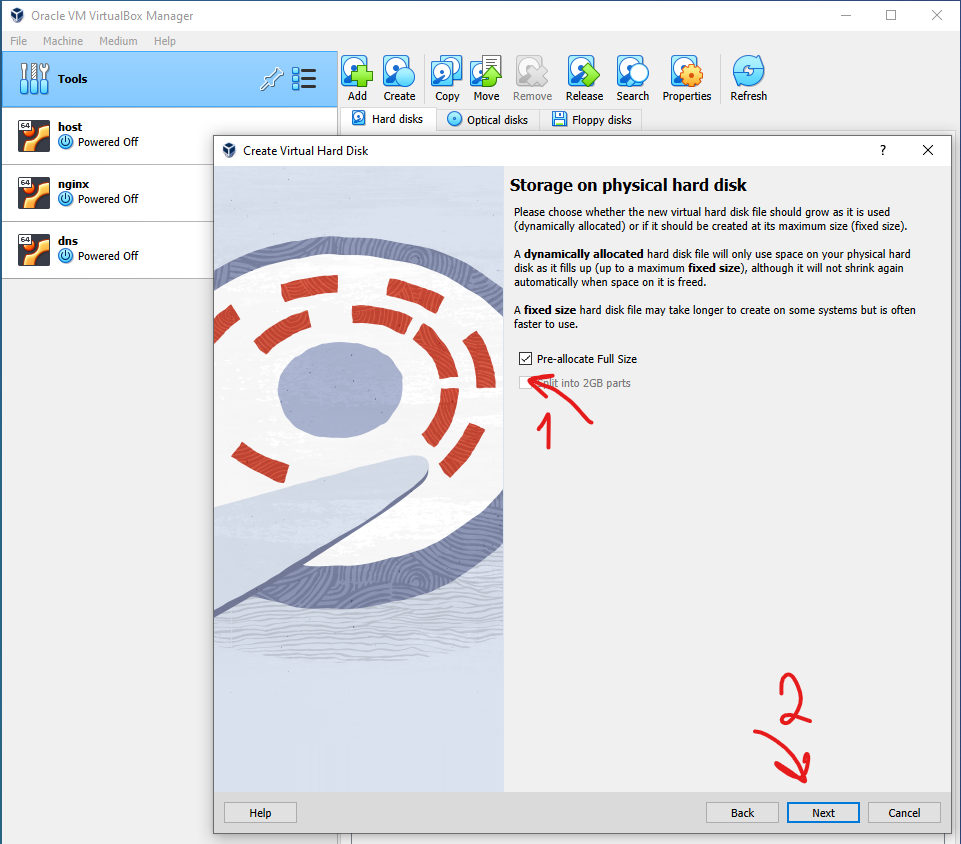 Oracle VM VirtualBox Manager
File Machine Medium Help
Tools
Add Create Copy Move Remove Release Search Properties Refresh
Hard disks Optical disks Floppy disks
64 host
Powered Off
64 nginx
Powered Off
64 dns
Powered Off
Create Virtual Hard Disk
?
Storage on physical hard disk
Please choose whether the new virtual hard disk file should grow as it is used
(dynamically allocated) or if it should be created at its maximum size (fixed size).
A dynamically allocated hard disk file will only use space on your physical hard
disk as it fills up (up to a maximum fixed size), although it will not shrink again
automatically when space on it is freed.
A fixed size hard disk file may take longer to create on some systems but is often
faster to use.
Pre-allocate Full Size
into 2GB parts
1
2
Help Back Next Cancel